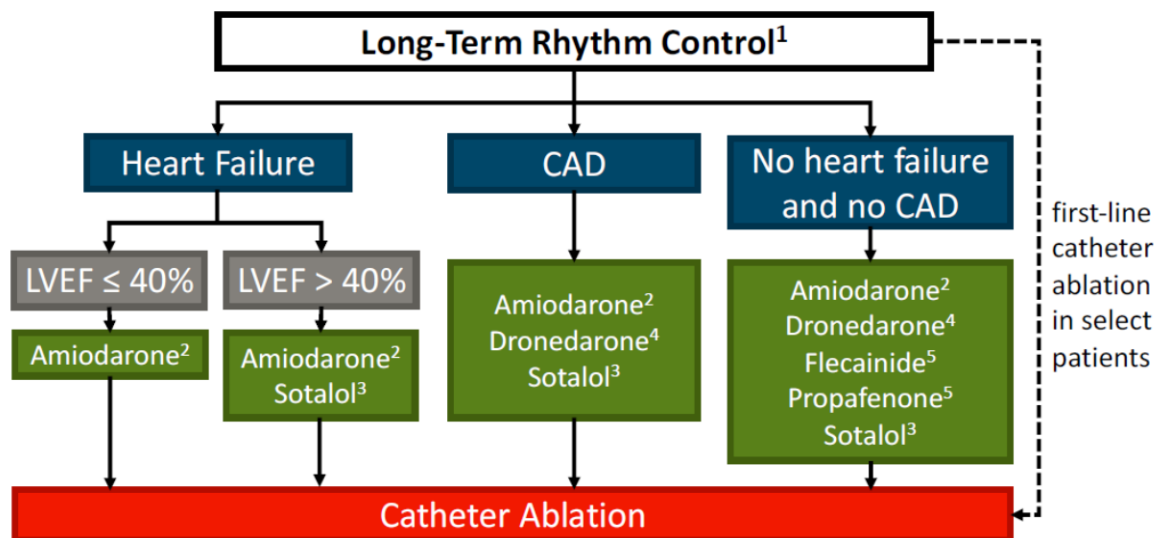 Long-Term Rhythm Control¹
Heart Failure
CAD
No heart failure
and no CAD
first-line
catheter
ablation
in select
patients
LVEF ≤ 40%
LVEF > 40%
Amiodarone²
Amiodarone²
Sotalol³
Amiodarone²
Dronedarone⁴
Sotalol³
Amiodarone²
Dronedarone⁴
Flecainide⁵
Propafenone⁵
Sotalol³
Catheter Ablation